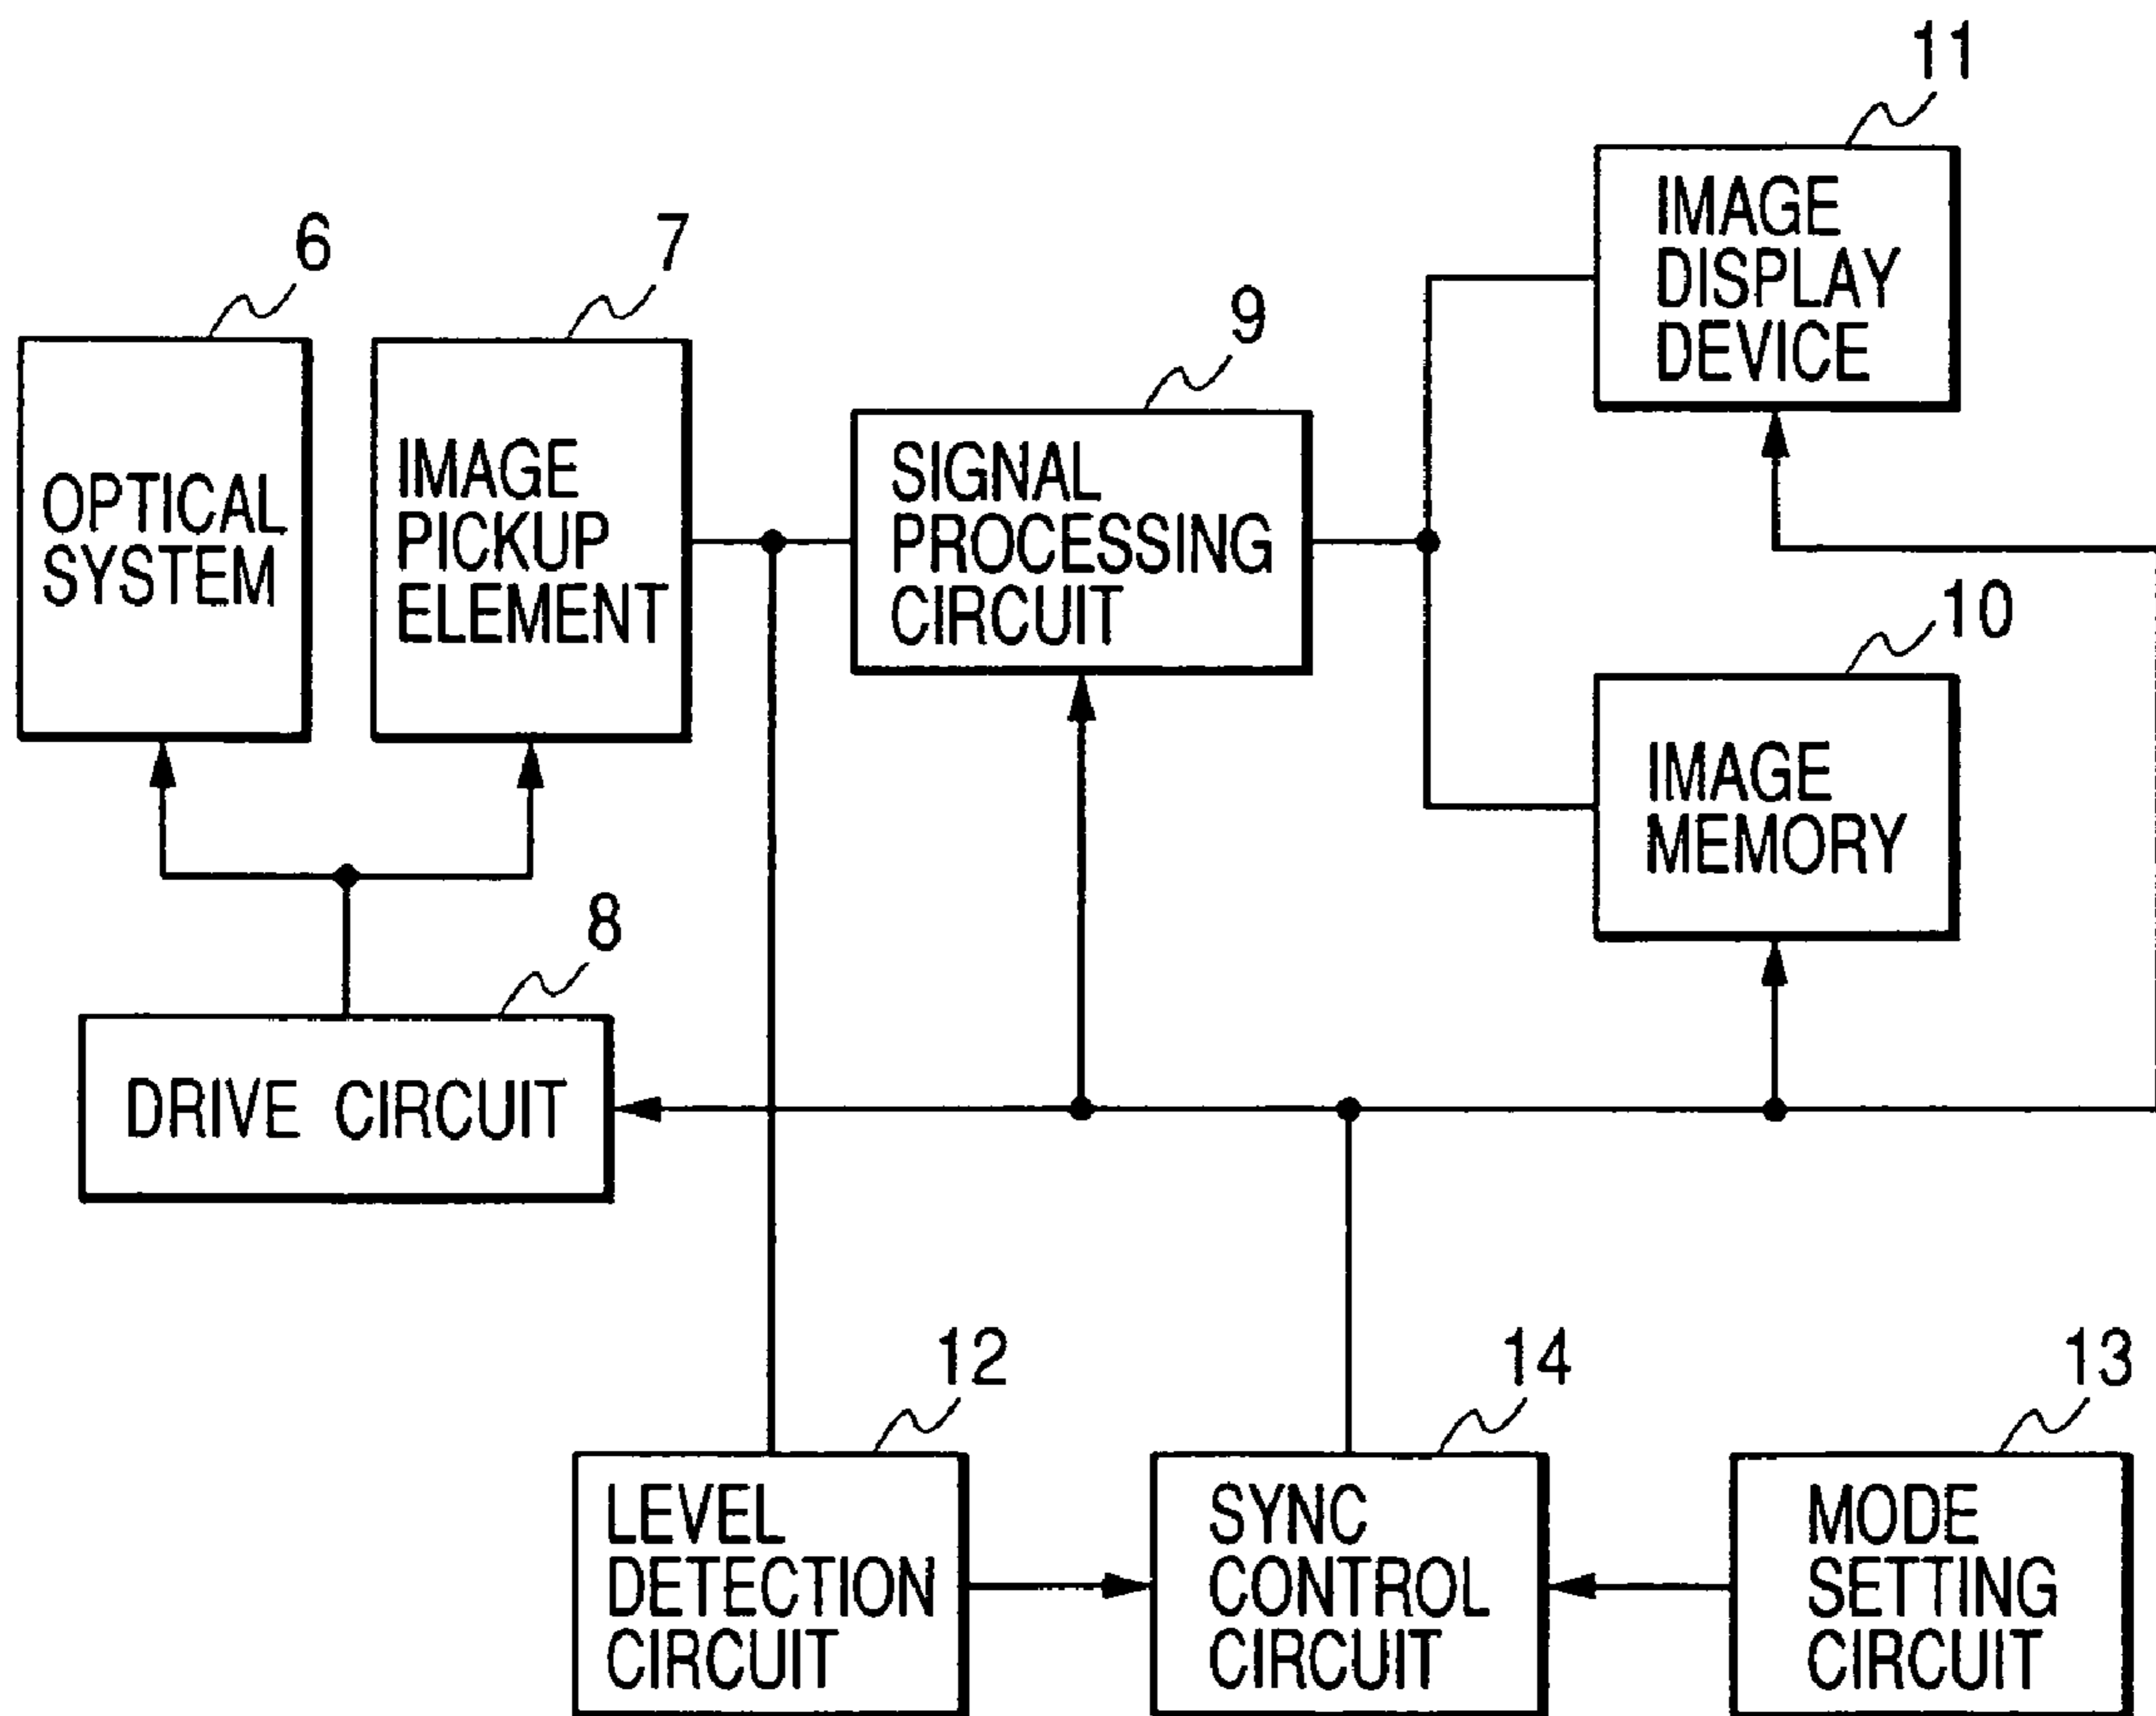 11
IMAGE
DISPLAY
DEVICE
6
OPTICAL
SYSTEM
7
IMAGE
PICKUP
ELEMENT
9
SIGNAL
PROCESSING
CIRCUIT
10
IMAGE
MEMORY
8
DRIVE CIRCUIT
12
LEVEL
DETECTION
CIRCUIT
14
SYNC
CONTROL
CIRCUIT
13
MODE
SETTING
CIRCUIT